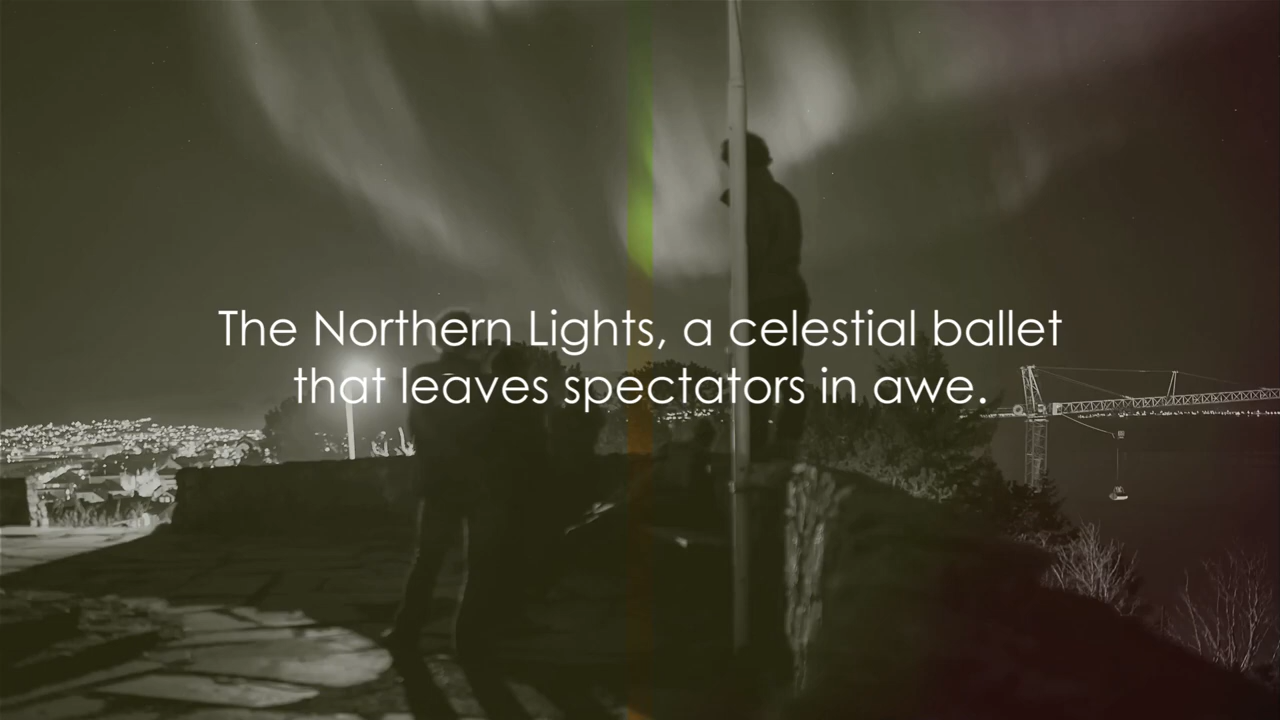 The Northern Lights, a celestial ballet
that leaves spectators in awe.